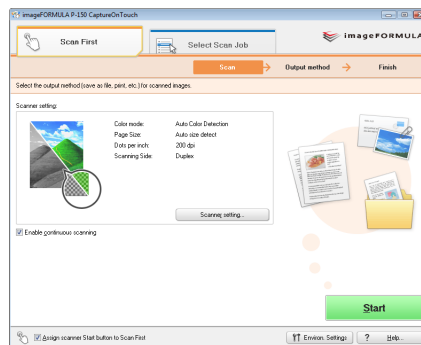 imageFORMULA P-150 CaptureOnTouch
Scan First
Select Scan Job
imageFORMULA
Scan
Output method
Finish
Select the output method (save as file, print, etc.) for scanned images.
Scanner setting:
Color mode: Auto Color Detection
Page Size: Auto size detect
Dots per inch: 200 dpi
Scanning Side: Duplex
Scanner setting...
Enable continuous scanning
Start
Assign scanner Start button to Scan First
Environ. Settings
? Help...